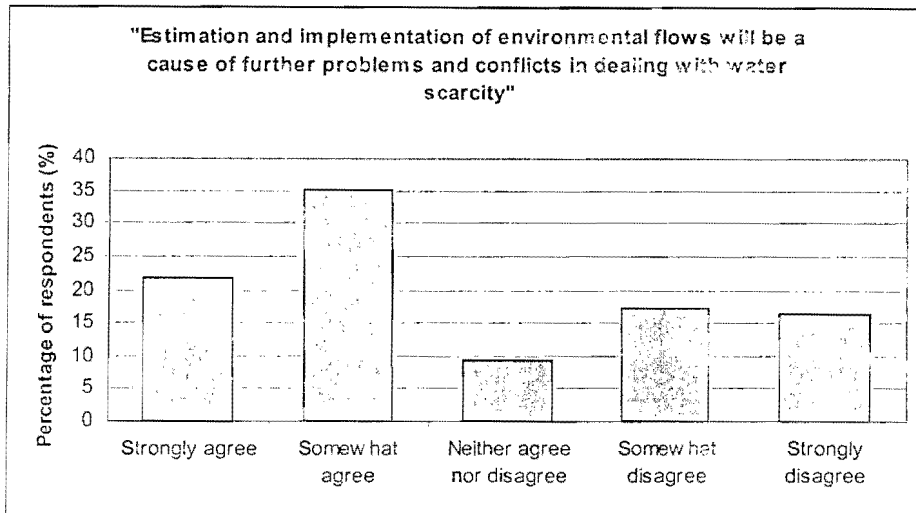 "Estimation and implementation of environmental flows will be a
cause of further problems and conflicts in dealing with water
scarcity"
Percentage of respondents (%)
40
35
30
25
20
15
10
5
0
Strongly agree
Somewhat
agree
Neither agree
nor disagree
Somewhat
disagree
Strongly
disagree